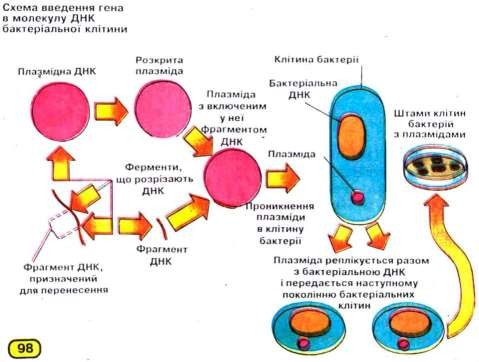 Схема введення гена
в молекулу ДНК
бактеріальної клітини
Плазмідна ДНК
Розкрита
плазміда
Плазміда
з включеним
у неї
фрагментом
ДНК
Клітина бактерії
Бактеріальна
ДНК
Плазміда
Штами клітин
бактерій
з плазмідами
Ферменти,
що розрізають
ДНК
Фрагмент
ДНК
Фрагмент ДНК,
призначений
для перенесення
Проникнення
плазміди
в клітину
бактерії
Плазміда реплікується разом
з бактеріальною ДНК
і передається наступному
поколінню бактеріальних
клітин
98